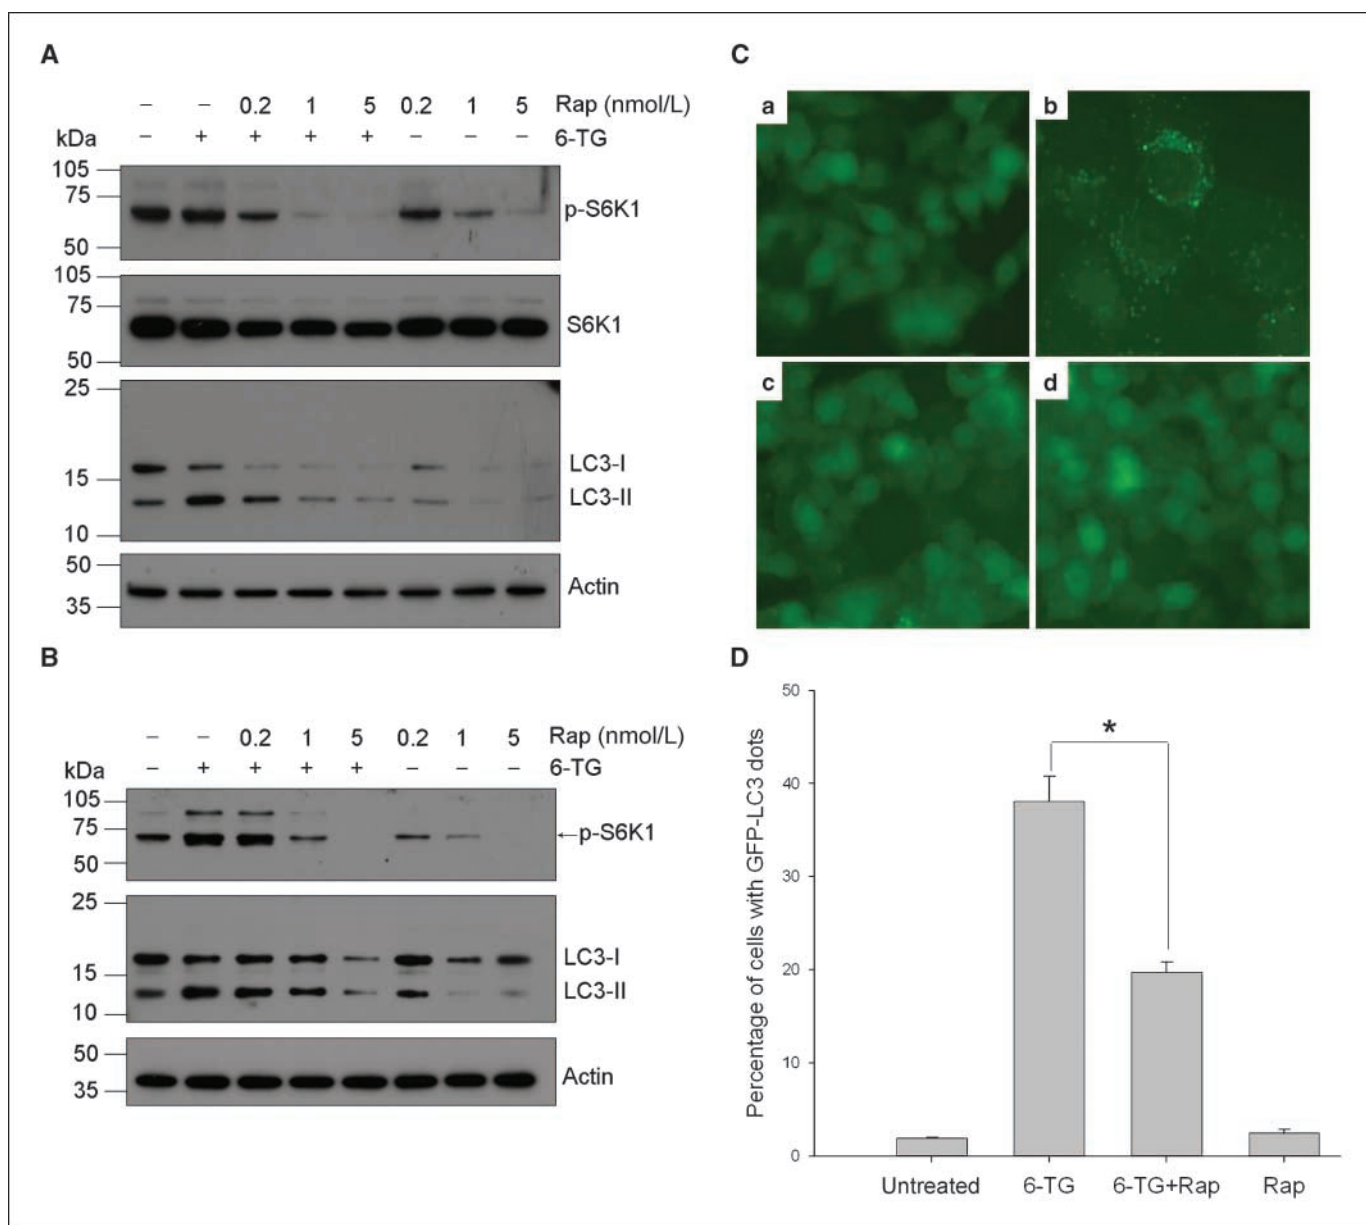 A
– – 0.2 1 5 0.2 1 5 Rap (nmol/L)
kDa – + + + + – – – 6-TG
105
75
50
p-S6K1
105
75
50
S6K1
25
15
10
LC3-I
LC3-II
50
35
Actin
B
– – 0.2 1 5 0.2 1 5 Rap (nmol/L)
kDa – + + + + – – – 6-TG
105
75
50
←p-S6K1
25
15
10
LC3-I
LC3-II
50
35
Actin
C
a
b
c
d
D
Percentage of cells with GFP-LC3 dots
50
40
30
20
10
0
*
Untreated 6-TG 6-TG+Rap Rap